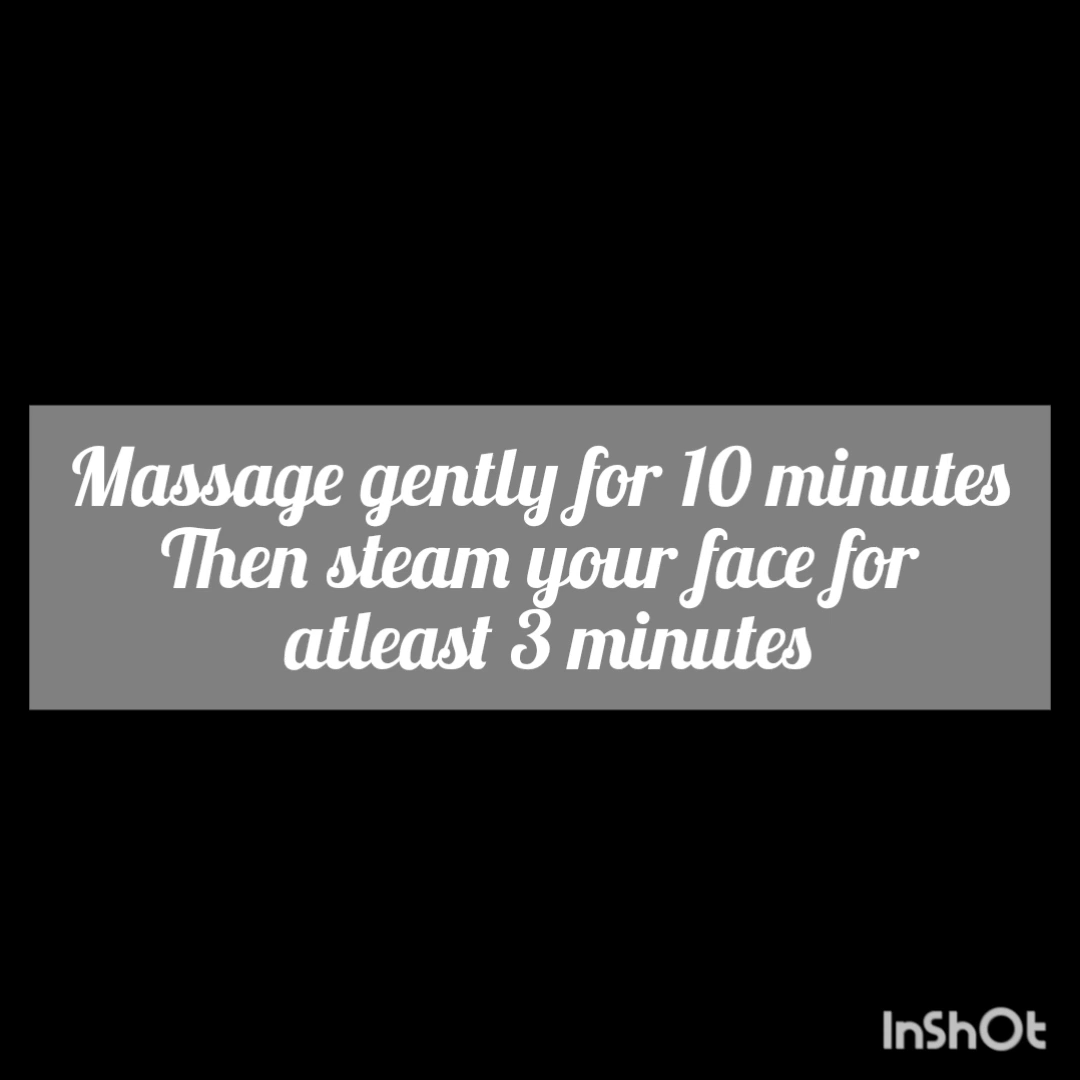 Massage gently for 10 minutes
Then steam your face for
atleast 3 minutes
InShOt